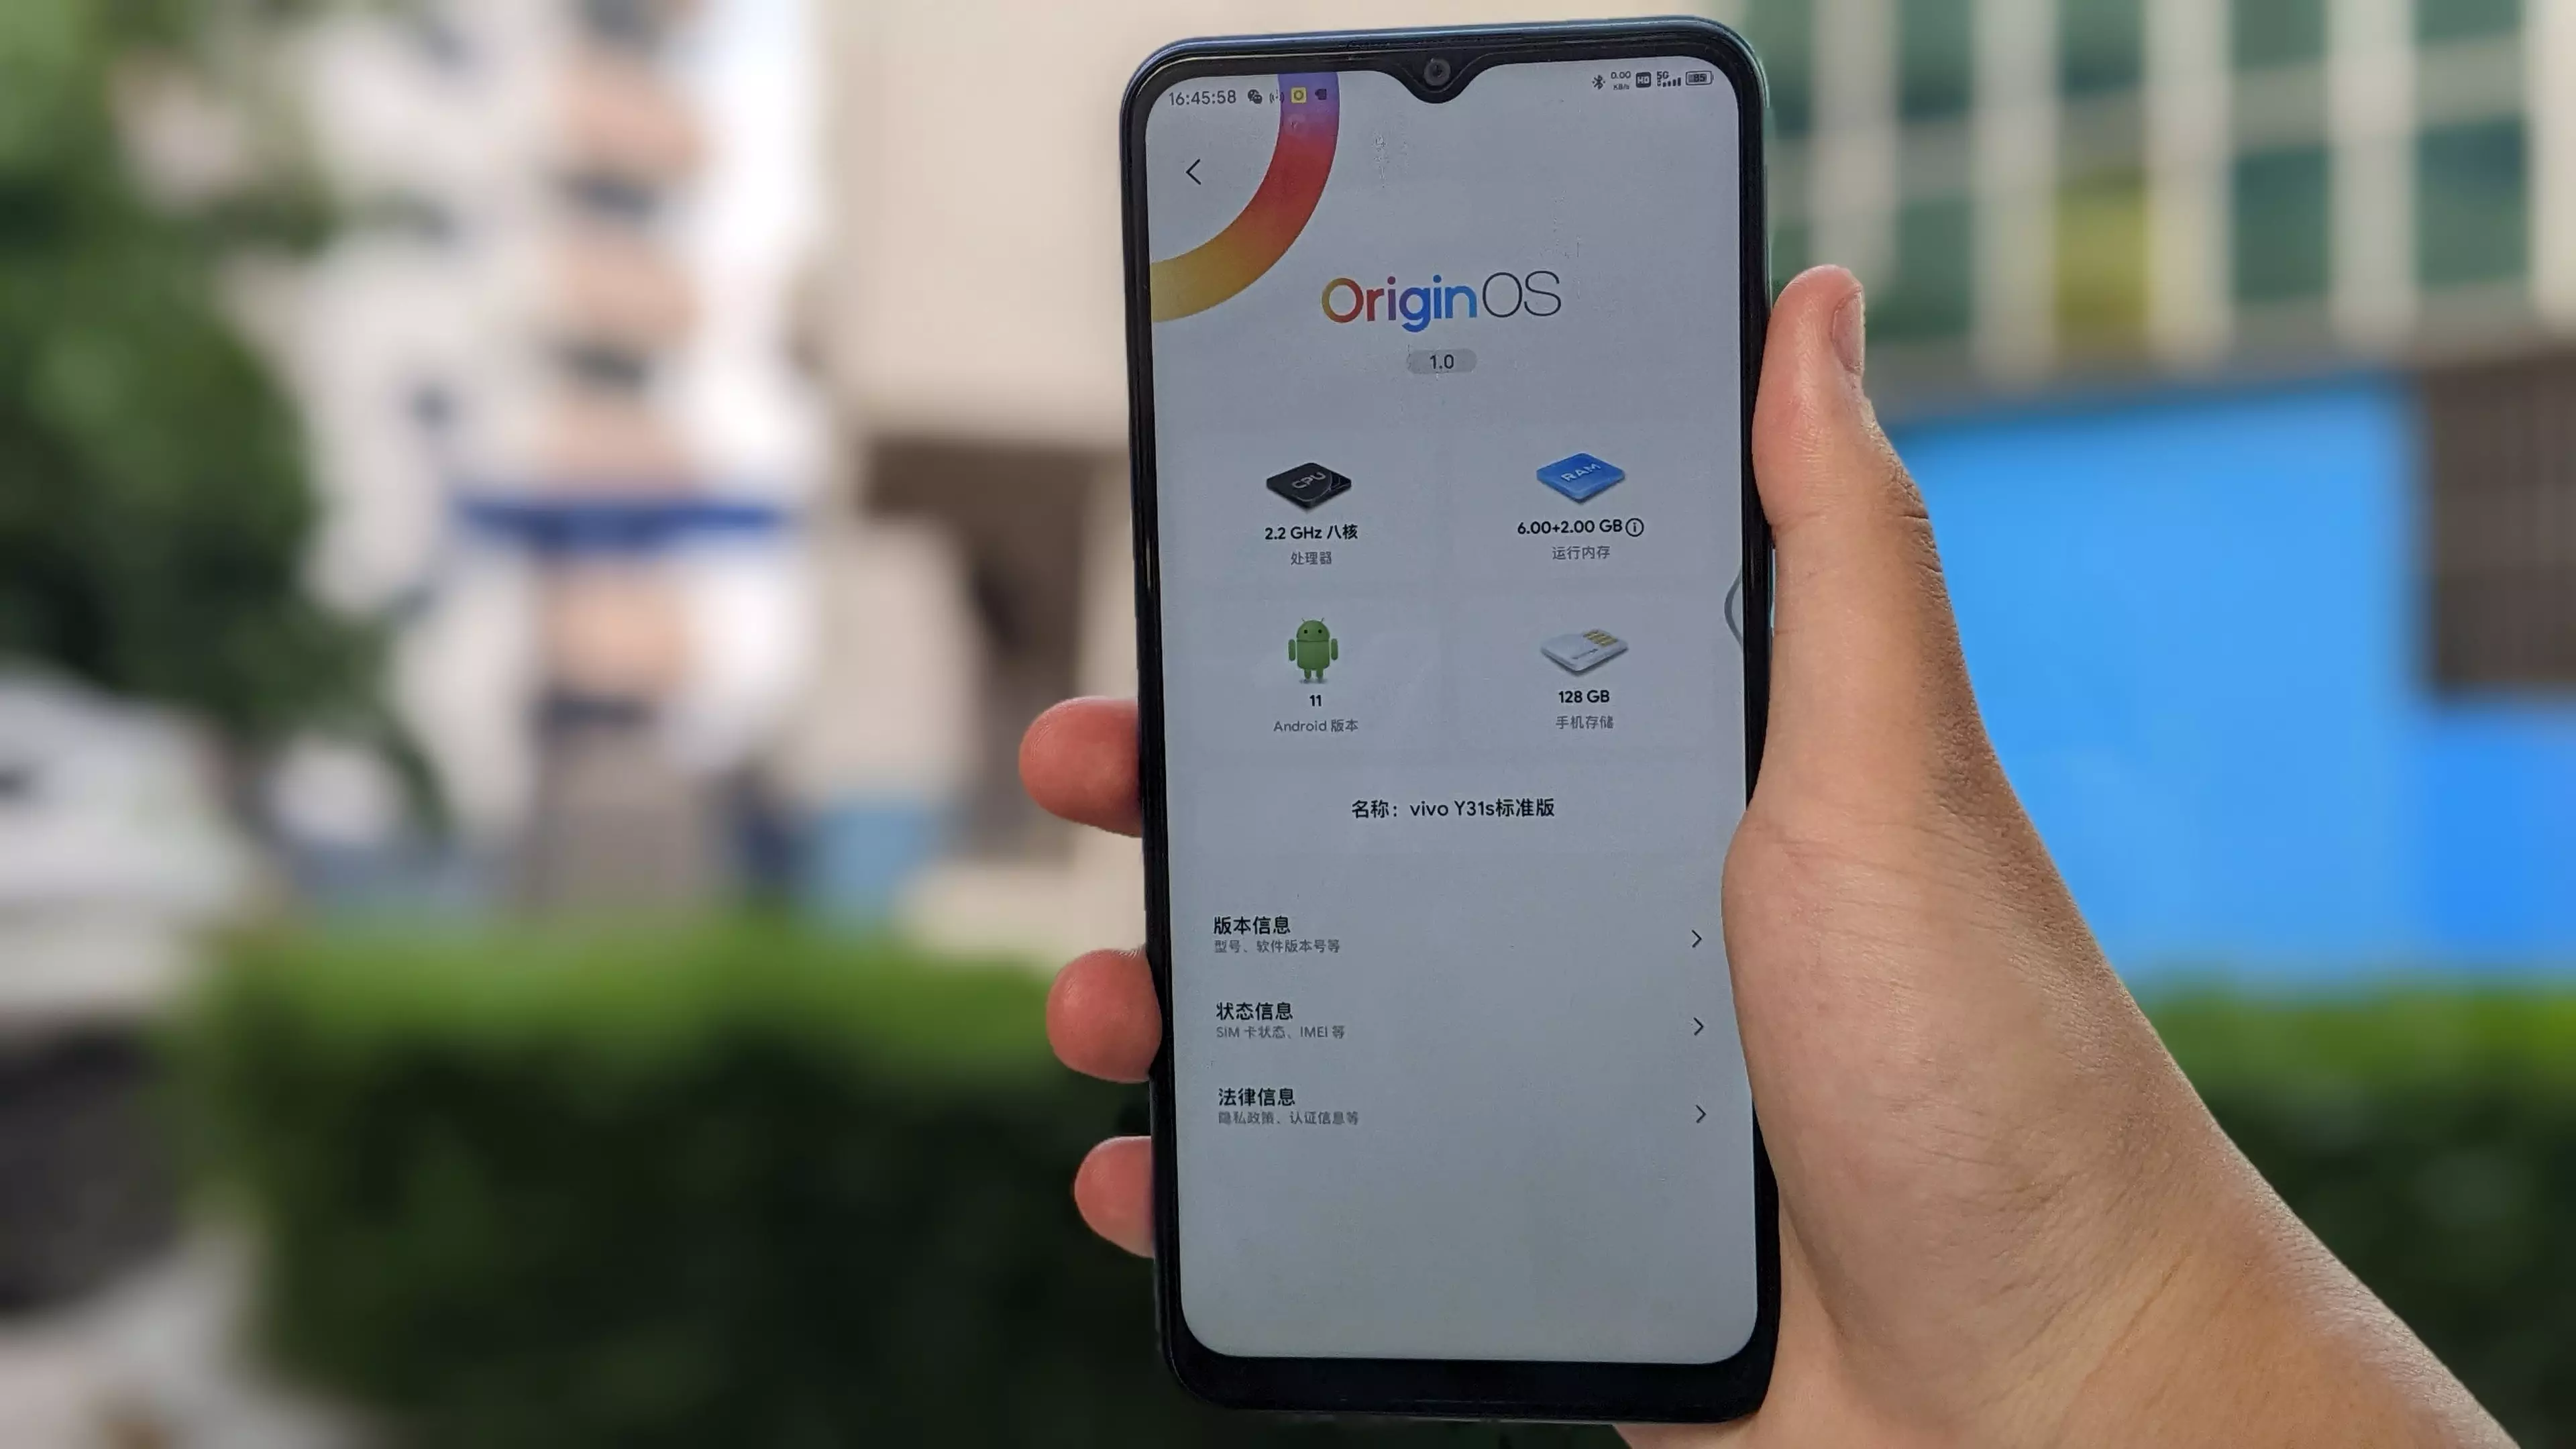 16:45:58
0.00
KB/s
HD
5G
85
OriginOS
1.0
CPU
RAM
2.2 GHz 八核
处理器
6.00+2.00 GB
运行内存
11
Android 版本
128 GB
手机存储
名称：vivo Y31s标准版
版本信息
型号、软件版本号等
状态信息
SIM 卡状态、IMEI 等
法律信息
隐私政策、认证信息等